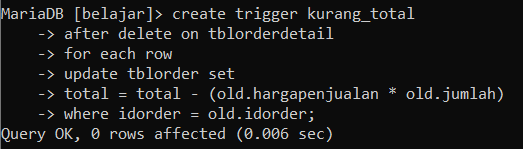 MariaDB [belajar]> create trigger kurang_total
-> after delete on tblorderdetail
-> for each row
-> update tblorder set
-> total = total - (old.hargapenjualan * old.jumlah)
-> where idorder = old.idorder;
Query OK, 0 rows affected (0.006 sec)